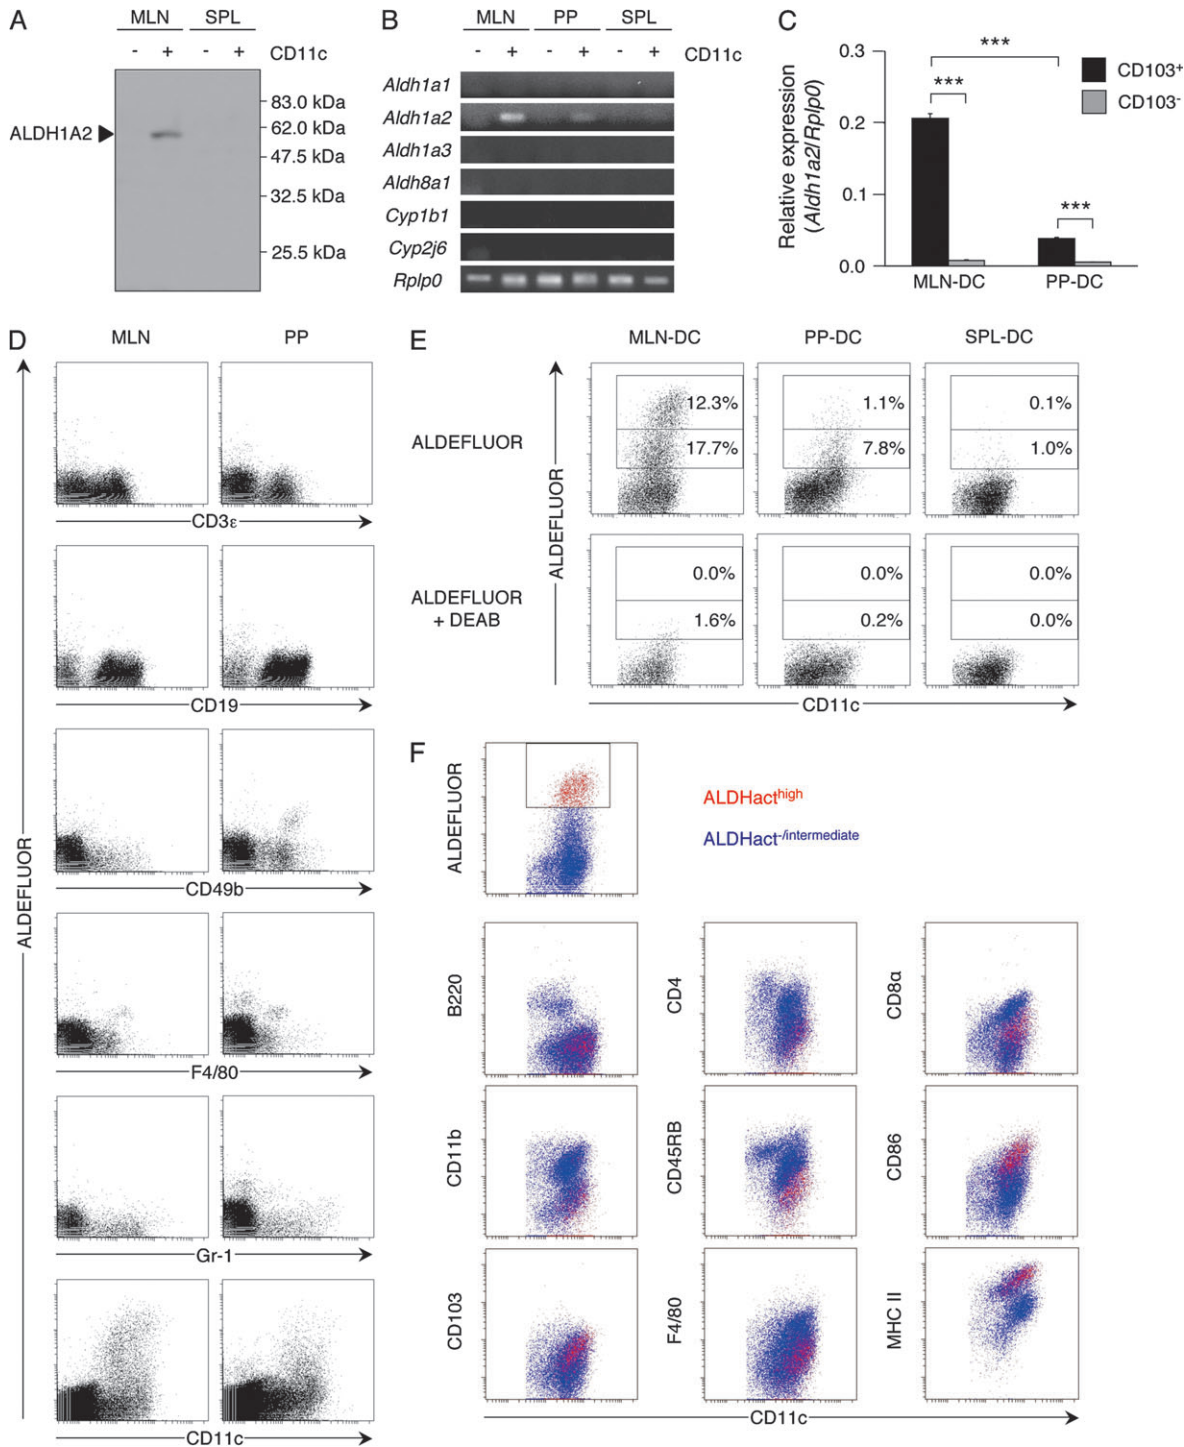 A
MLN SPL
- + - + CD11c
ALDH1A2
83.0 kDa
62.0 kDa
47.5 kDa
32.5 kDa
25.5 kDa
B
MLN PP SPL
- + - + - + CD11c
Aldh1a1
Aldh1a2
Aldh1a3
Aldh8a1
Cyp1b1
Cyp2j6
Rplp0
C
Relative expression
(Aldh1a2/Rplp0)
0.3
0.2
0.1
0.0
***
***
***
CD103+
CD103-
MLN-DC PP-DC
D
MLN PP
ALDEFLUOR
CD3ε
CD19
CD49b
F4/80
Gr-1
CD11c
E
MLN-DC PP-DC SPL-DC
ALDEFLUOR
ALDEFLUOR
12.3% 1.1% 0.1%
17.7% 7.8% 1.0%
ALDEFLUOR
+ DEAB
0.0% 0.0% 0.0%
1.6% 0.2% 0.0%
CD11c
F
ALDEFLUOR
ALDHact^high
ALDHact^-/intermediate
B220 CD4 CD8α
CD11b CD45RB CD86
CD103 F4/80 MHC II
CD11c